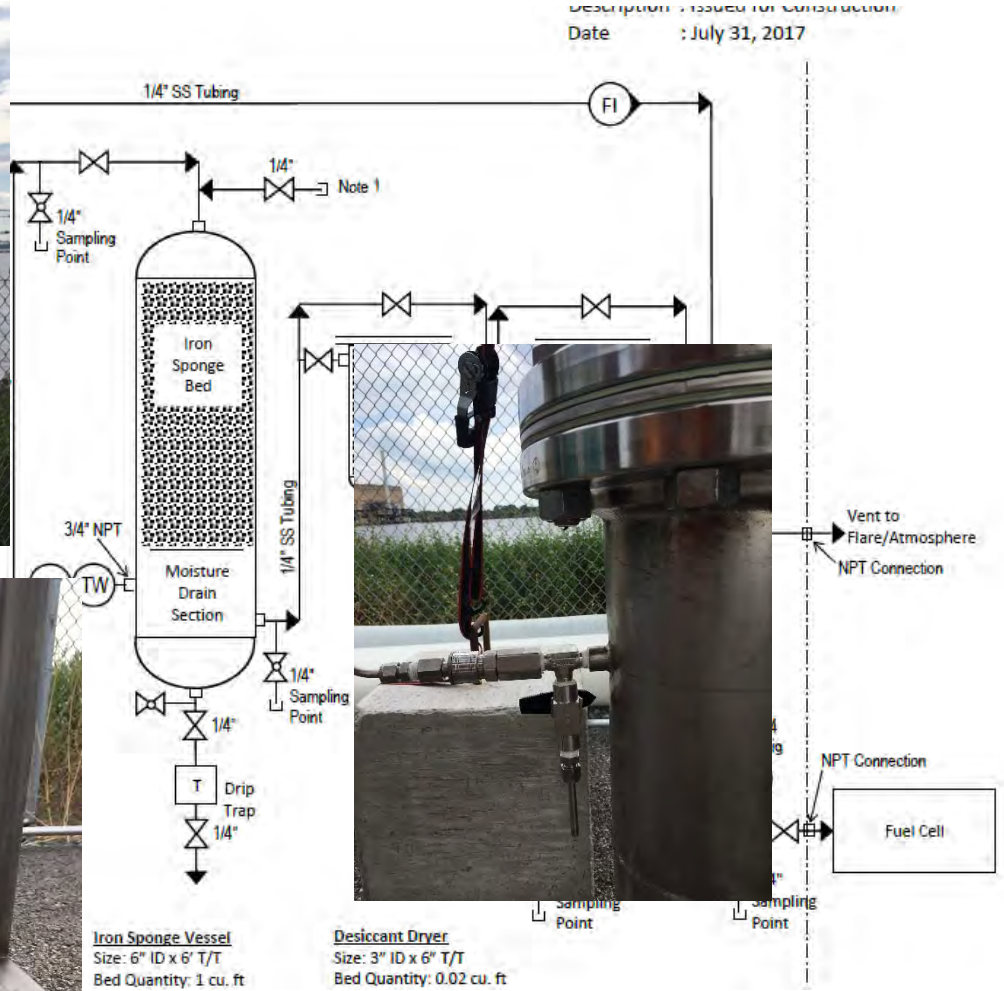 Description : Issued for Construction
Date : July 31, 2017
1/4" SS Tubing
FI
1/4"
Note 1
1/4"
Sampling
Point
Iron
Sponge
Bed
1/4" SS Tubing
3/4" NPT
TW
Moisture
Drain
Section
Vent to
Flare/Atmosphere
NPT Connection
1/4"
Sampling
Point
1/4"
T
Drip
Trap
1/4"
NPT Connection
Fuel Cell
Sampling
Point
Sampling
Point
Iron Sponge Vessel
Size: 6" ID x 6' T/T
Bed Quantity: 1 cu. ft
Desiccant Dryer
Size: 3" ID x 6" T/T
Bed Quantity: 0.02 cu. ft